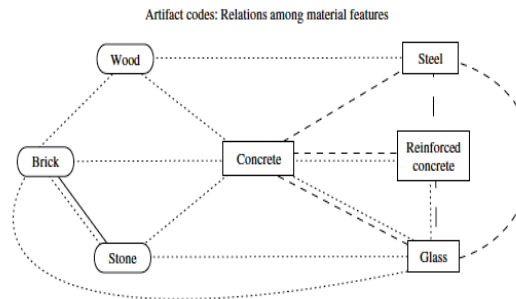 Artifact codes: Relations among material features
Wood
Steel
Brick
Concrete
Reinforced
concrete
Stone
Glass